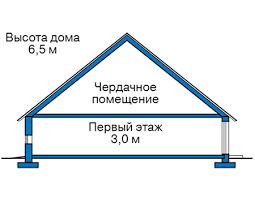 Высота дома
6,5 м
Чердачное
помещение
Первый этаж
3,0 м